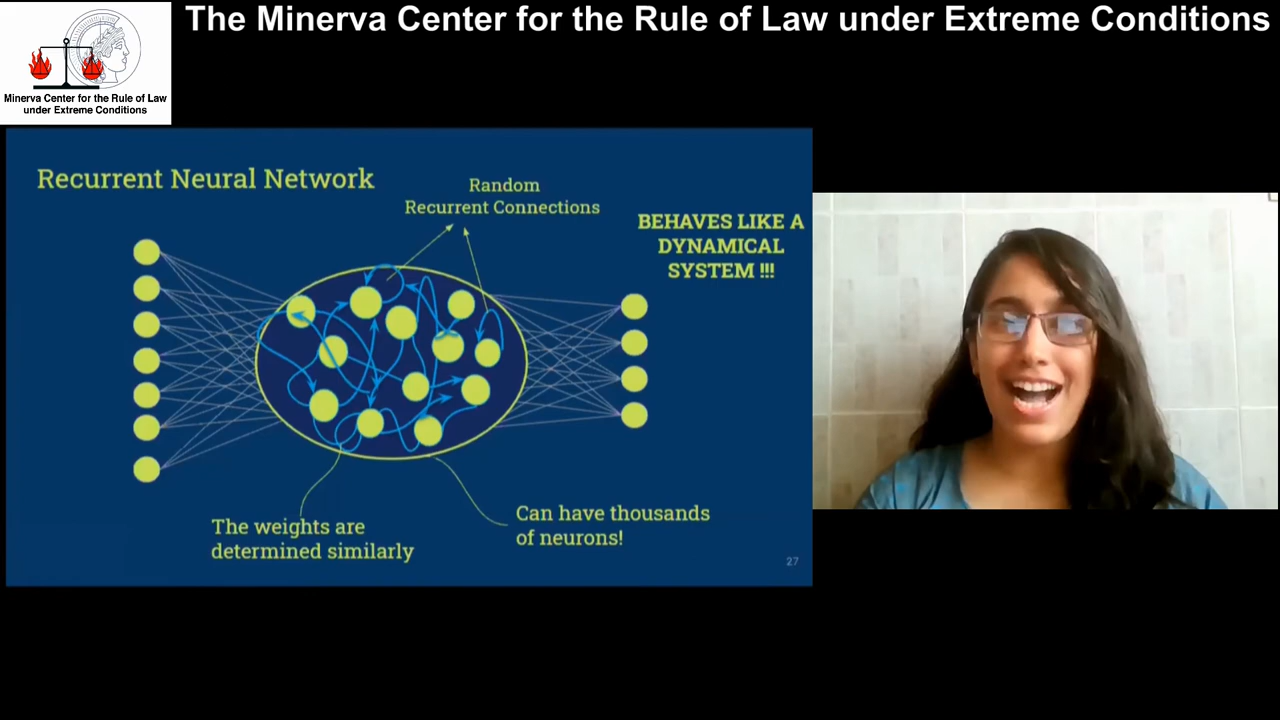 The Minerva Center for the Rule of Law under Extreme Conditions
Minerva Center for the Rule of Law
under Extreme Conditions
Recurrent Neural Network
Random
Recurrent Connections
BEHAVES LIKE A
DYNAMICAL
SYSTEM !!!
The weights are
determined similarly
Can have thousands
of neurons!
27